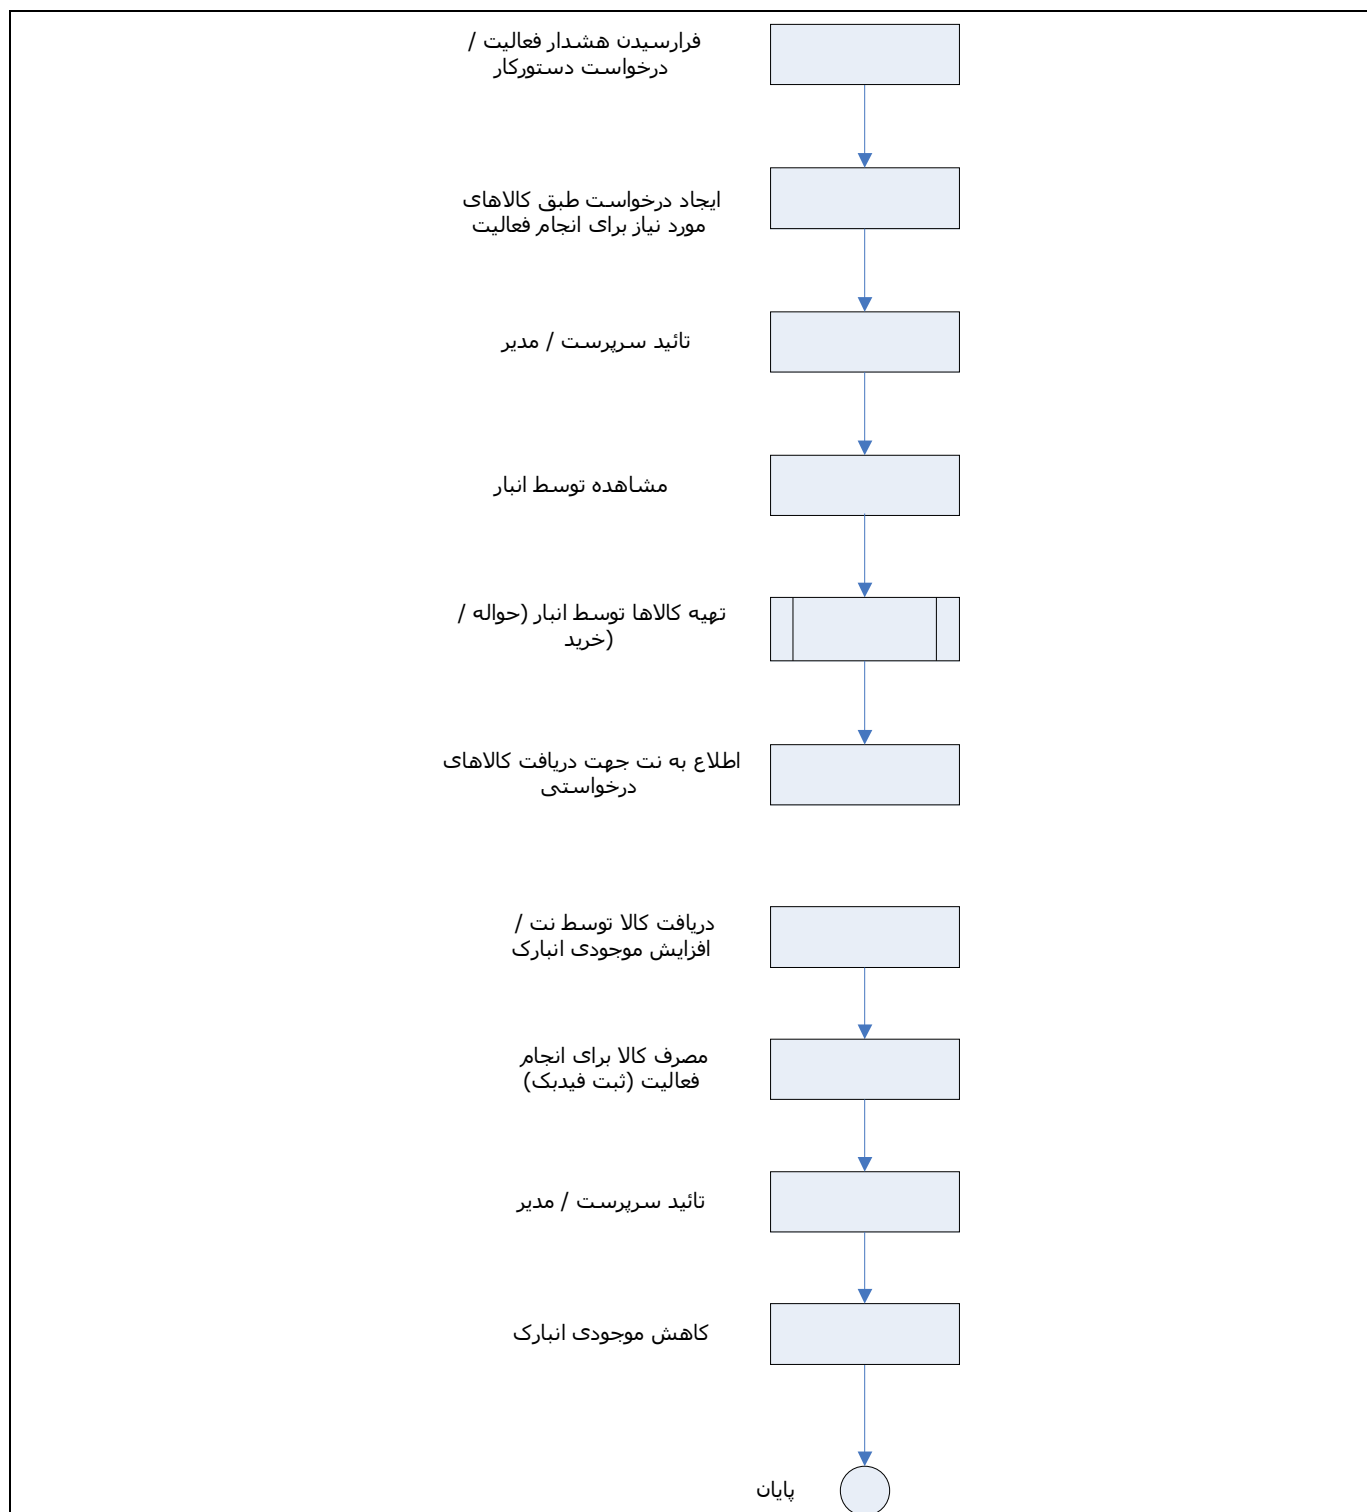 فرارسیدن هشدار فعالیت /
درخواست دستورکار
ایجاد درخواست طبق کالاهای
مورد نیاز برای انجام فعالیت
تائید سرپرست / مدیر
مشاهده توسط انبار
تهیه کالاها توسط انبار (حواله /
خرید)
اطلاع به نت جهت دریافت کالاهای
درخواستی
دریافت کالا توسط نت /
افزایش موجودی انبارک
مصرف کالا برای انجام
فعالیت (ثبت فیدبک)
تائید سرپرست / مدیر
کاهش موجودی انبارک
پایان